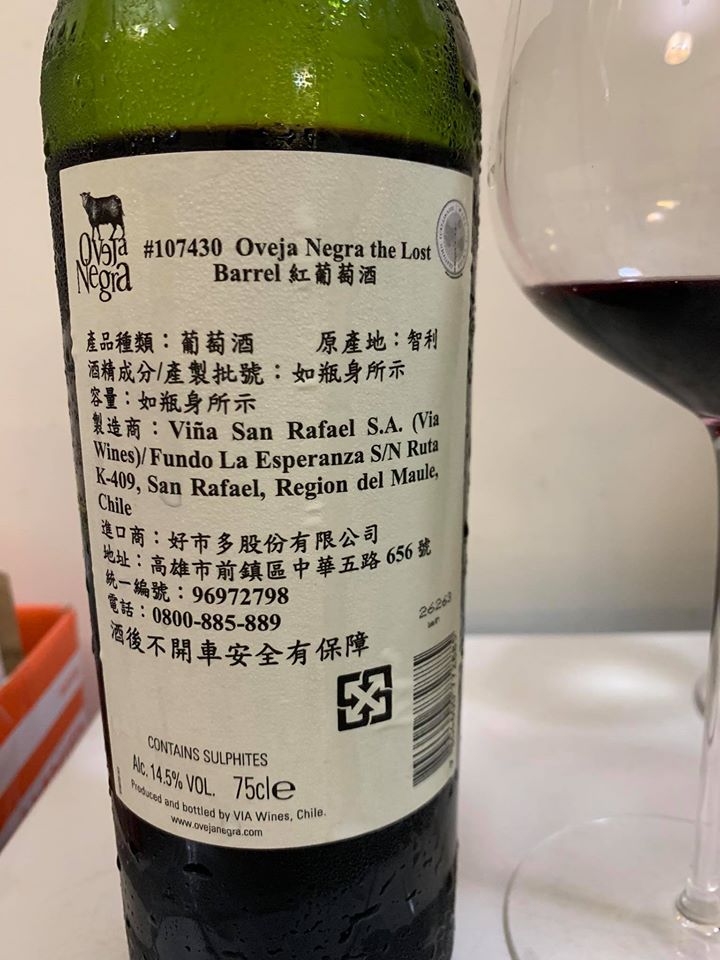 Oveja
Negra
#107430 Oveja Negra the Lost
Barrel 紅葡萄酒
產品種類：葡萄酒 原產地：智利
酒精成分/產製批號：如瓶身所示
容量：如瓶身所示
製造商：Viña San Rafael S.A. (Via
Wines)/Fundo La Esperanza S/N Ruta
K-409, San Rafael, Region del Maule,
Chile
進口商：好市多股份有限公司
地址：高雄市前鎮區中華五路 656 號
統一編號：96972798
電話：0800-885-889
酒後不開車安全有保障
26263
CONTAINS SULPHITES
Alc. 14.5% VOL. 75cl e
Produced and bottled by VIA Wines, Chile.
www.ovejanegra.com